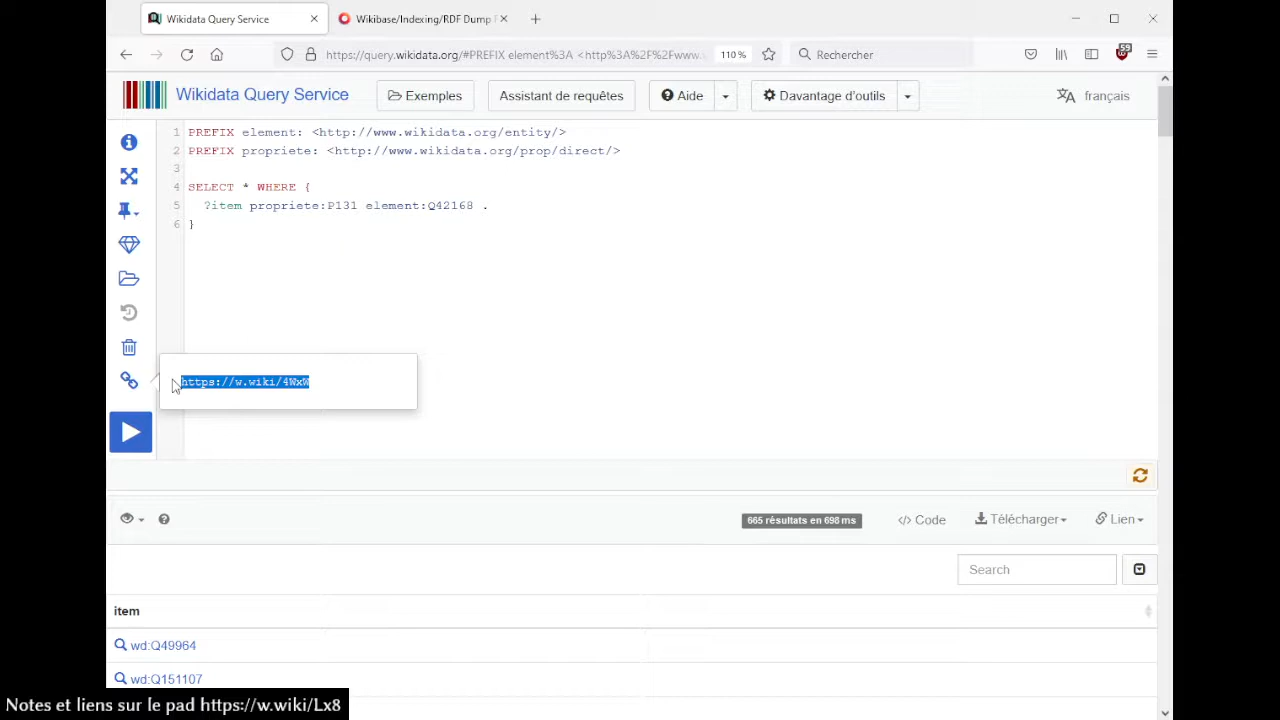 Wikidata Query Service
Wikibase/Indexing/RDF Dump F
https://query.wikidata.org/#PREFIX element%3A <http%3A%2F%2Fwww.
110 %
Rechercher
59
Wikidata Query Service
Exemples
Assistant de requêtes
Aide
Davantage d'outils
français
1 PREFIX element: <http://www.wikidata.org/entity/>
2 PREFIX propriete: <http://www.wikidata.org/prop/direct/>
3
4 SELECT * WHERE {
5 ?item propriete:P131 element:Q42168 .
6 }
https://w.wiki/4WxW
665 résultats en 698 ms
</> Code
Télécharger
Lien
Search
item
wd:Q49964
wd:Q151107
Notes et liens sur le pad https://w.wiki/Lx8